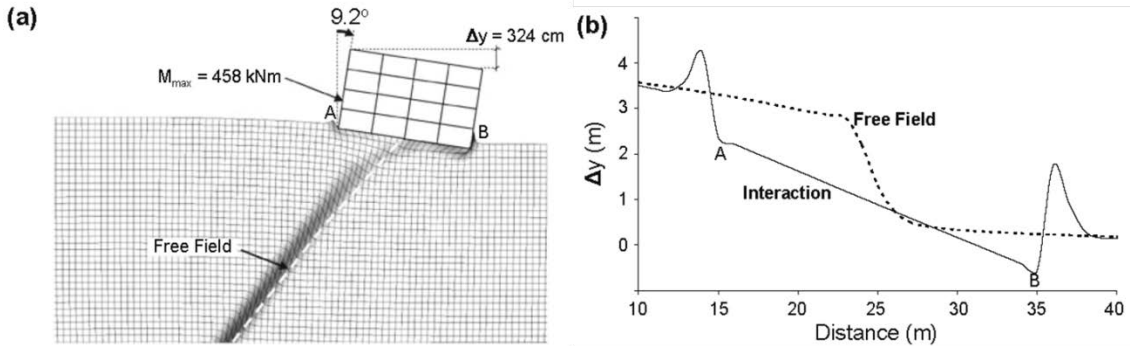 (a)
9.2°
Δy = 324 cm
Mmax = 458 kNm
A
B
Free Field
(b)
Δy (m)
4
3
2
1
0
Free Field
A
Interaction
B
10
15
20
25
30
35
40
Distance (m)